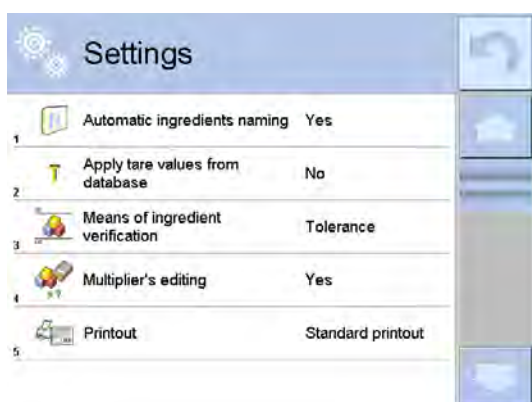 Settings
1 Automatic ingredients naming Yes
Apply tare values from
2 database No
Means of ingredient
3 verification Tolerance
4 Multiplier's editing Yes
5 Printout Standard printout